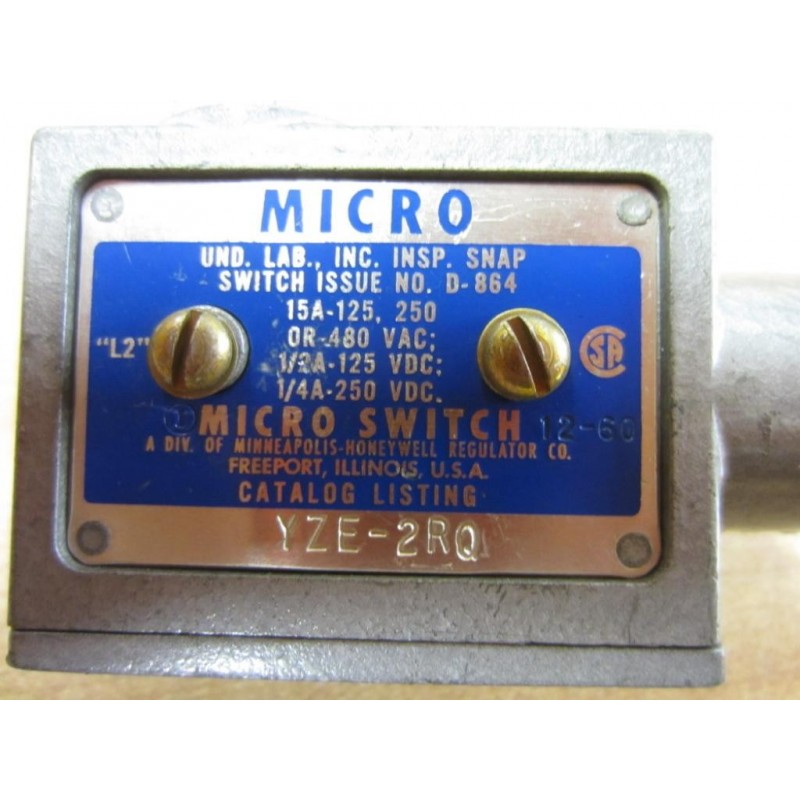 MICRO
UND. LAB., INC. INSP. SNAP
SWITCH ISSUE NO. D-864
15A-125, 250
"L2" OR 480 VAC;
1/2A-125 VDC;
1/4A-250 VDC.
SA
MICRO SWITCH 12-60
A DIV. OF MINNEAPOLIS-HONEYWELL REGULATOR CO.
FREEPORT, ILLINOIS, U.S.A.
CATALOG LISTING
YZE-2RQ